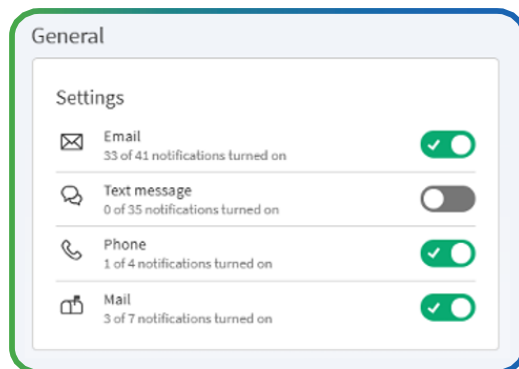 General
Settings
Email
33 of 41 notifications turned on
Text message
0 of 35 notifications turned on
Phone
1 of 4 notifications turned on
Mail
3 of 7 notifications turned on